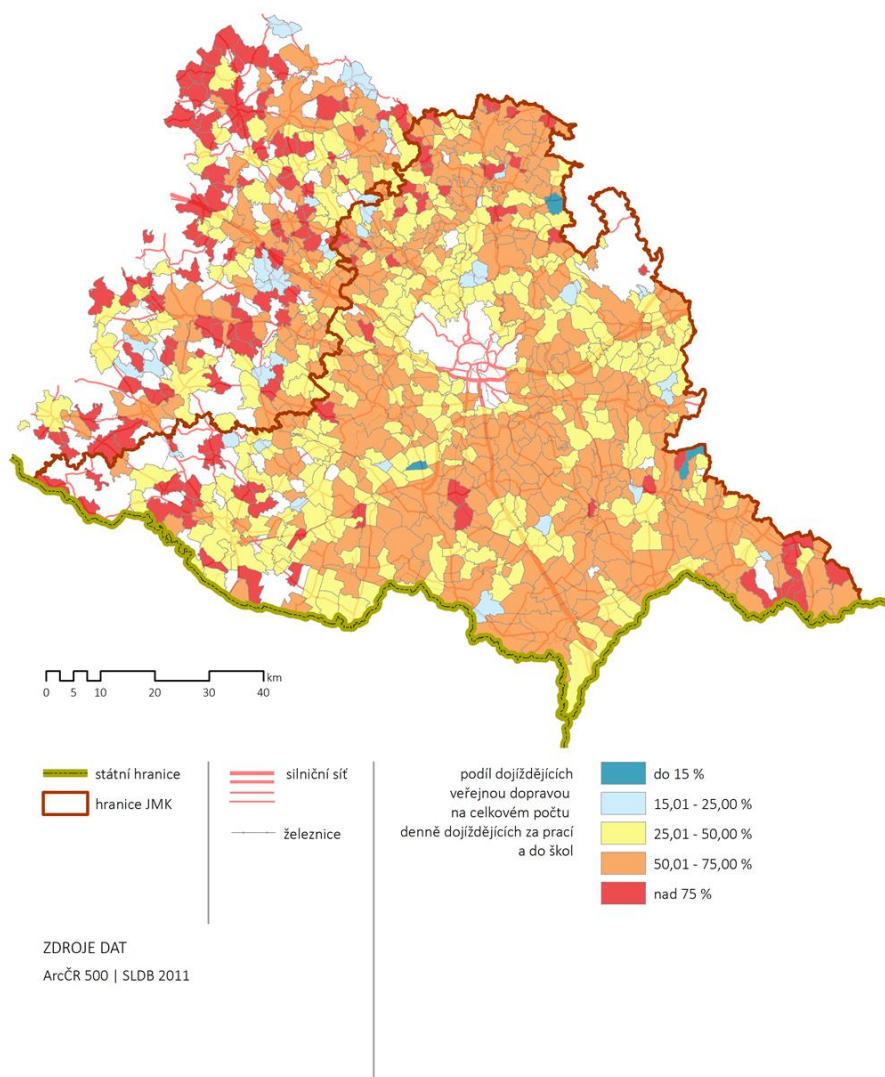 km
0 5 10 20 30 40
státní hranice
hranice JMK
silniční síť
železnice
podíl dojíždějících
veřejnou dopravou
na celkovém počtu
denně dojíždějících za prací
a do škol
do 15 %
15,01 - 25,00 %
25,01 - 50,00 %
50,01 - 75,00 %
nad 75 %
ZDROJE DAT
ArcČR 500 | SLDB 2011